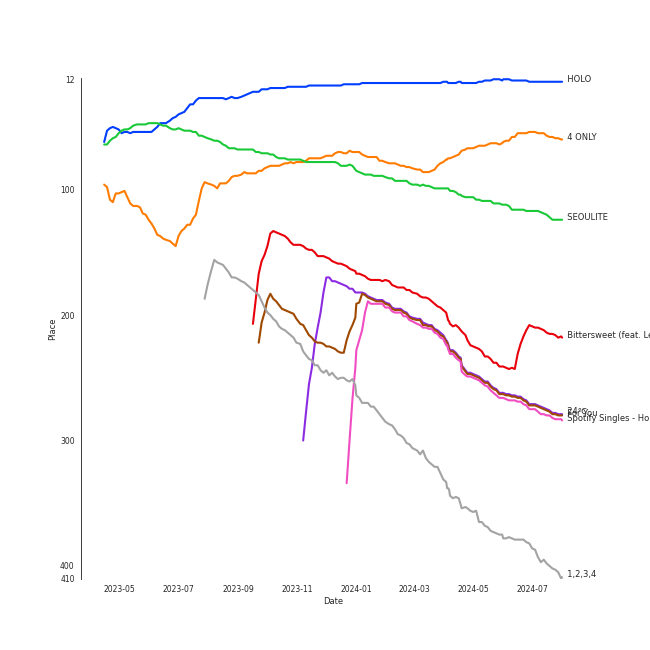 12
100
200
300
400
410
Place
2023-05
2023-07
2023-09
2023-11
2024-01
2024-03
2024-05
2024-07
Date
HOLO
4 ONLY
SEOULITE
Bittersweet (feat. Le
For You
Spotify Singles - Ho
1,2,3,4